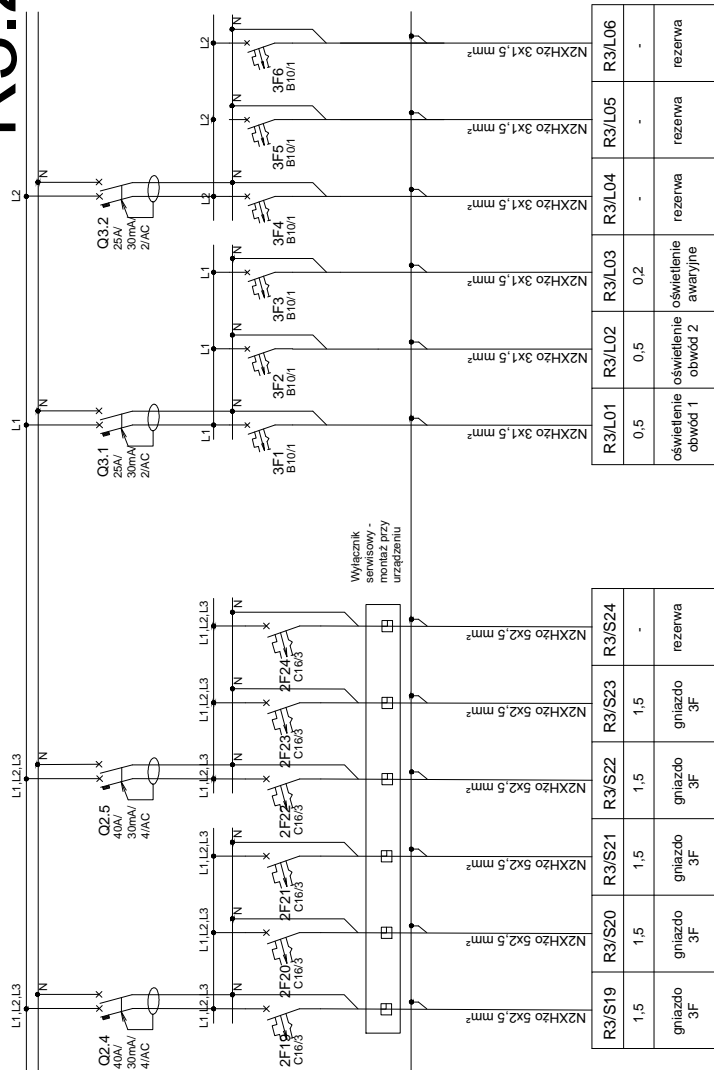 L1,L2,L3
N
Q2.4
40A/
30mA/
4/AC
L1,L2,L3
N
Q2.5
40A/
30mA/
4/AC
L1
N
Q3.1
25A/
30mA/
2/AC
L2
N
Q3.2
25A/
30mA/
2/AC
L1,L2,L3
N
L1,L2,L3
L1,L2,L3
L1,L2,L3
N
L1,L2,L3
L1,L2,L3
L1
N
L1
N
L1
N
L2
N
L2
N
L2
N
2F19
C16/3
2F20
C16/3
2F21
C16/3
2F22
C16/3
2F23
C16/3
2F24
C16/3
3F1
B10/1
3F2
B10/1
3F3
B10/1
3F4
B10/1
3F5
B10/1
3F6
B10/1
Wyłącznik
serwisowy -
montaż przy
urządzeniu
N2XHżo 5x2,5 mm²
N2XHżo 5x2,5 mm²
N2XHżo 5x2,5 mm²
N2XHżo 5x2,5 mm²
N2XHżo 5x2,5 mm²
N2XHżo 5x2,5 mm²
N2XHżo 3x1,5 mm²
N2XHżo 3x1,5 mm²
N2XHżo 3x1,5 mm²
N2XHżo 3x1,5 mm²
N2XHżo 3x1,5 mm²
N2XHżo 3x1,5 mm²
R3/S19 R3/S20 R3/S21 R3/S22 R3/S23 R3/S24
1,5 1,5 1,5 1,5 1,5 -
gniazdo gniazdo gniazdo gniazdo gniazdo rezerwa
3F 3F 3F 3F 3F
R3/L01 R3/L02 R3/L03 R3/L04 R3/L05 R3/L06
0,5 0,5 0,2 - - -
oświetlenie oświetlenie oświetlenie rezerwa rezerwa rezerwa
obwód 1 obwód 2 awaryjne